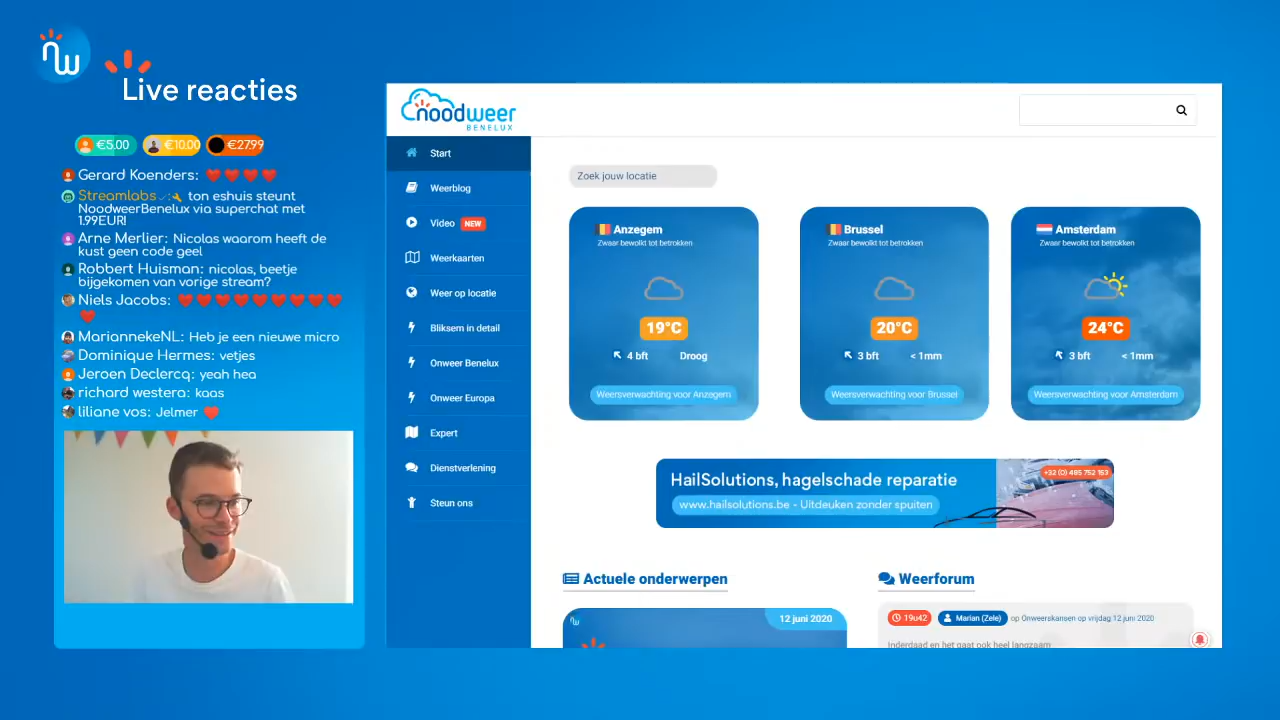 nw
Live reacties
€5.00 €10.00 €27.99
Gerard Koenders:
Streamlabs : ton eshuis steunt
NoodweerBenelux via superchat met
1.99EUR!
Arne Merlier: Nicolas waarom heeft de
kust geen code geel
Robbert Huisman: nicolas, beetje
bijgekomen van vorige stream?
Niels Jacobs:
MariannekeNL: Heb je een nieuwe micro
Dominique Hermes: vetjes
Jeroen Declercq: yeah hea
richard westera: kaas
liliane vos: Jelmer
noodweer
BENELUX
Start
Weerblog
Video NEW
Weerkaarten
Weer op locatie
Bliksem in detail
Onweer Benelux
Onweer Europa
Expert
Dienstverlening
Steun ons
Zoek jouw locatie
Anzegem
Zwaar bewolkt tot betrokken
19°C
4 bft Droog
Weersverwachting voor Anzegem
Brussel
Zwaar bewolkt tot betrokken
20°C
3 bft < 1mm
Weersverwachting voor Brussel
Amsterdam
Zwaar bewolkt tot betrokken
24°C
3 bft < 1mm
Weersverwachting voor Amsterdam
HailSolutions, hagelschade reparatie
www.hailsolutions.be - Uitdeuken zonder spuiten
+32 (0) 485 752 153
Actuele onderwerpen
nw
12 juni 2020
Weerforum
19u42 Marian (Zele) op Onweerskansen op vrijdag 12 juni 2020
Inderdaad en het gaat ook heel langzaam